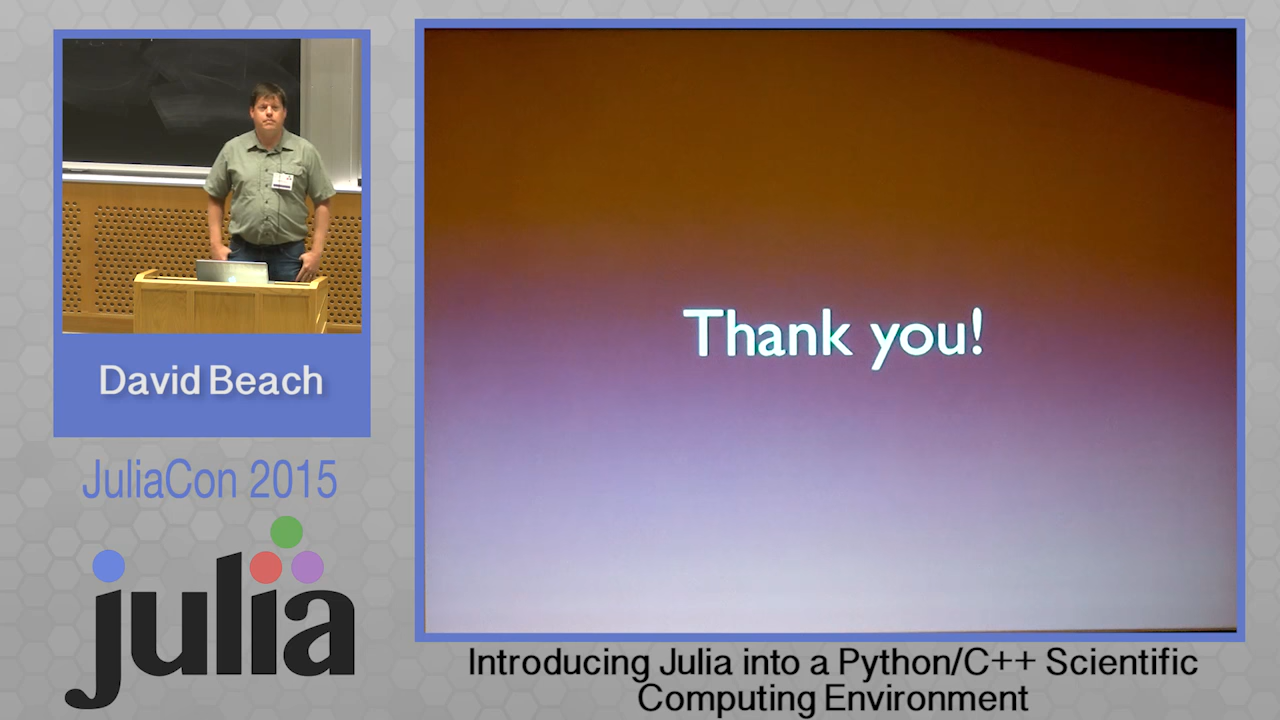 David Beach
JuliaCon 2015
julia
Thank you!
Introducing Julia into a Python/C++ Scientific
Computing Environment